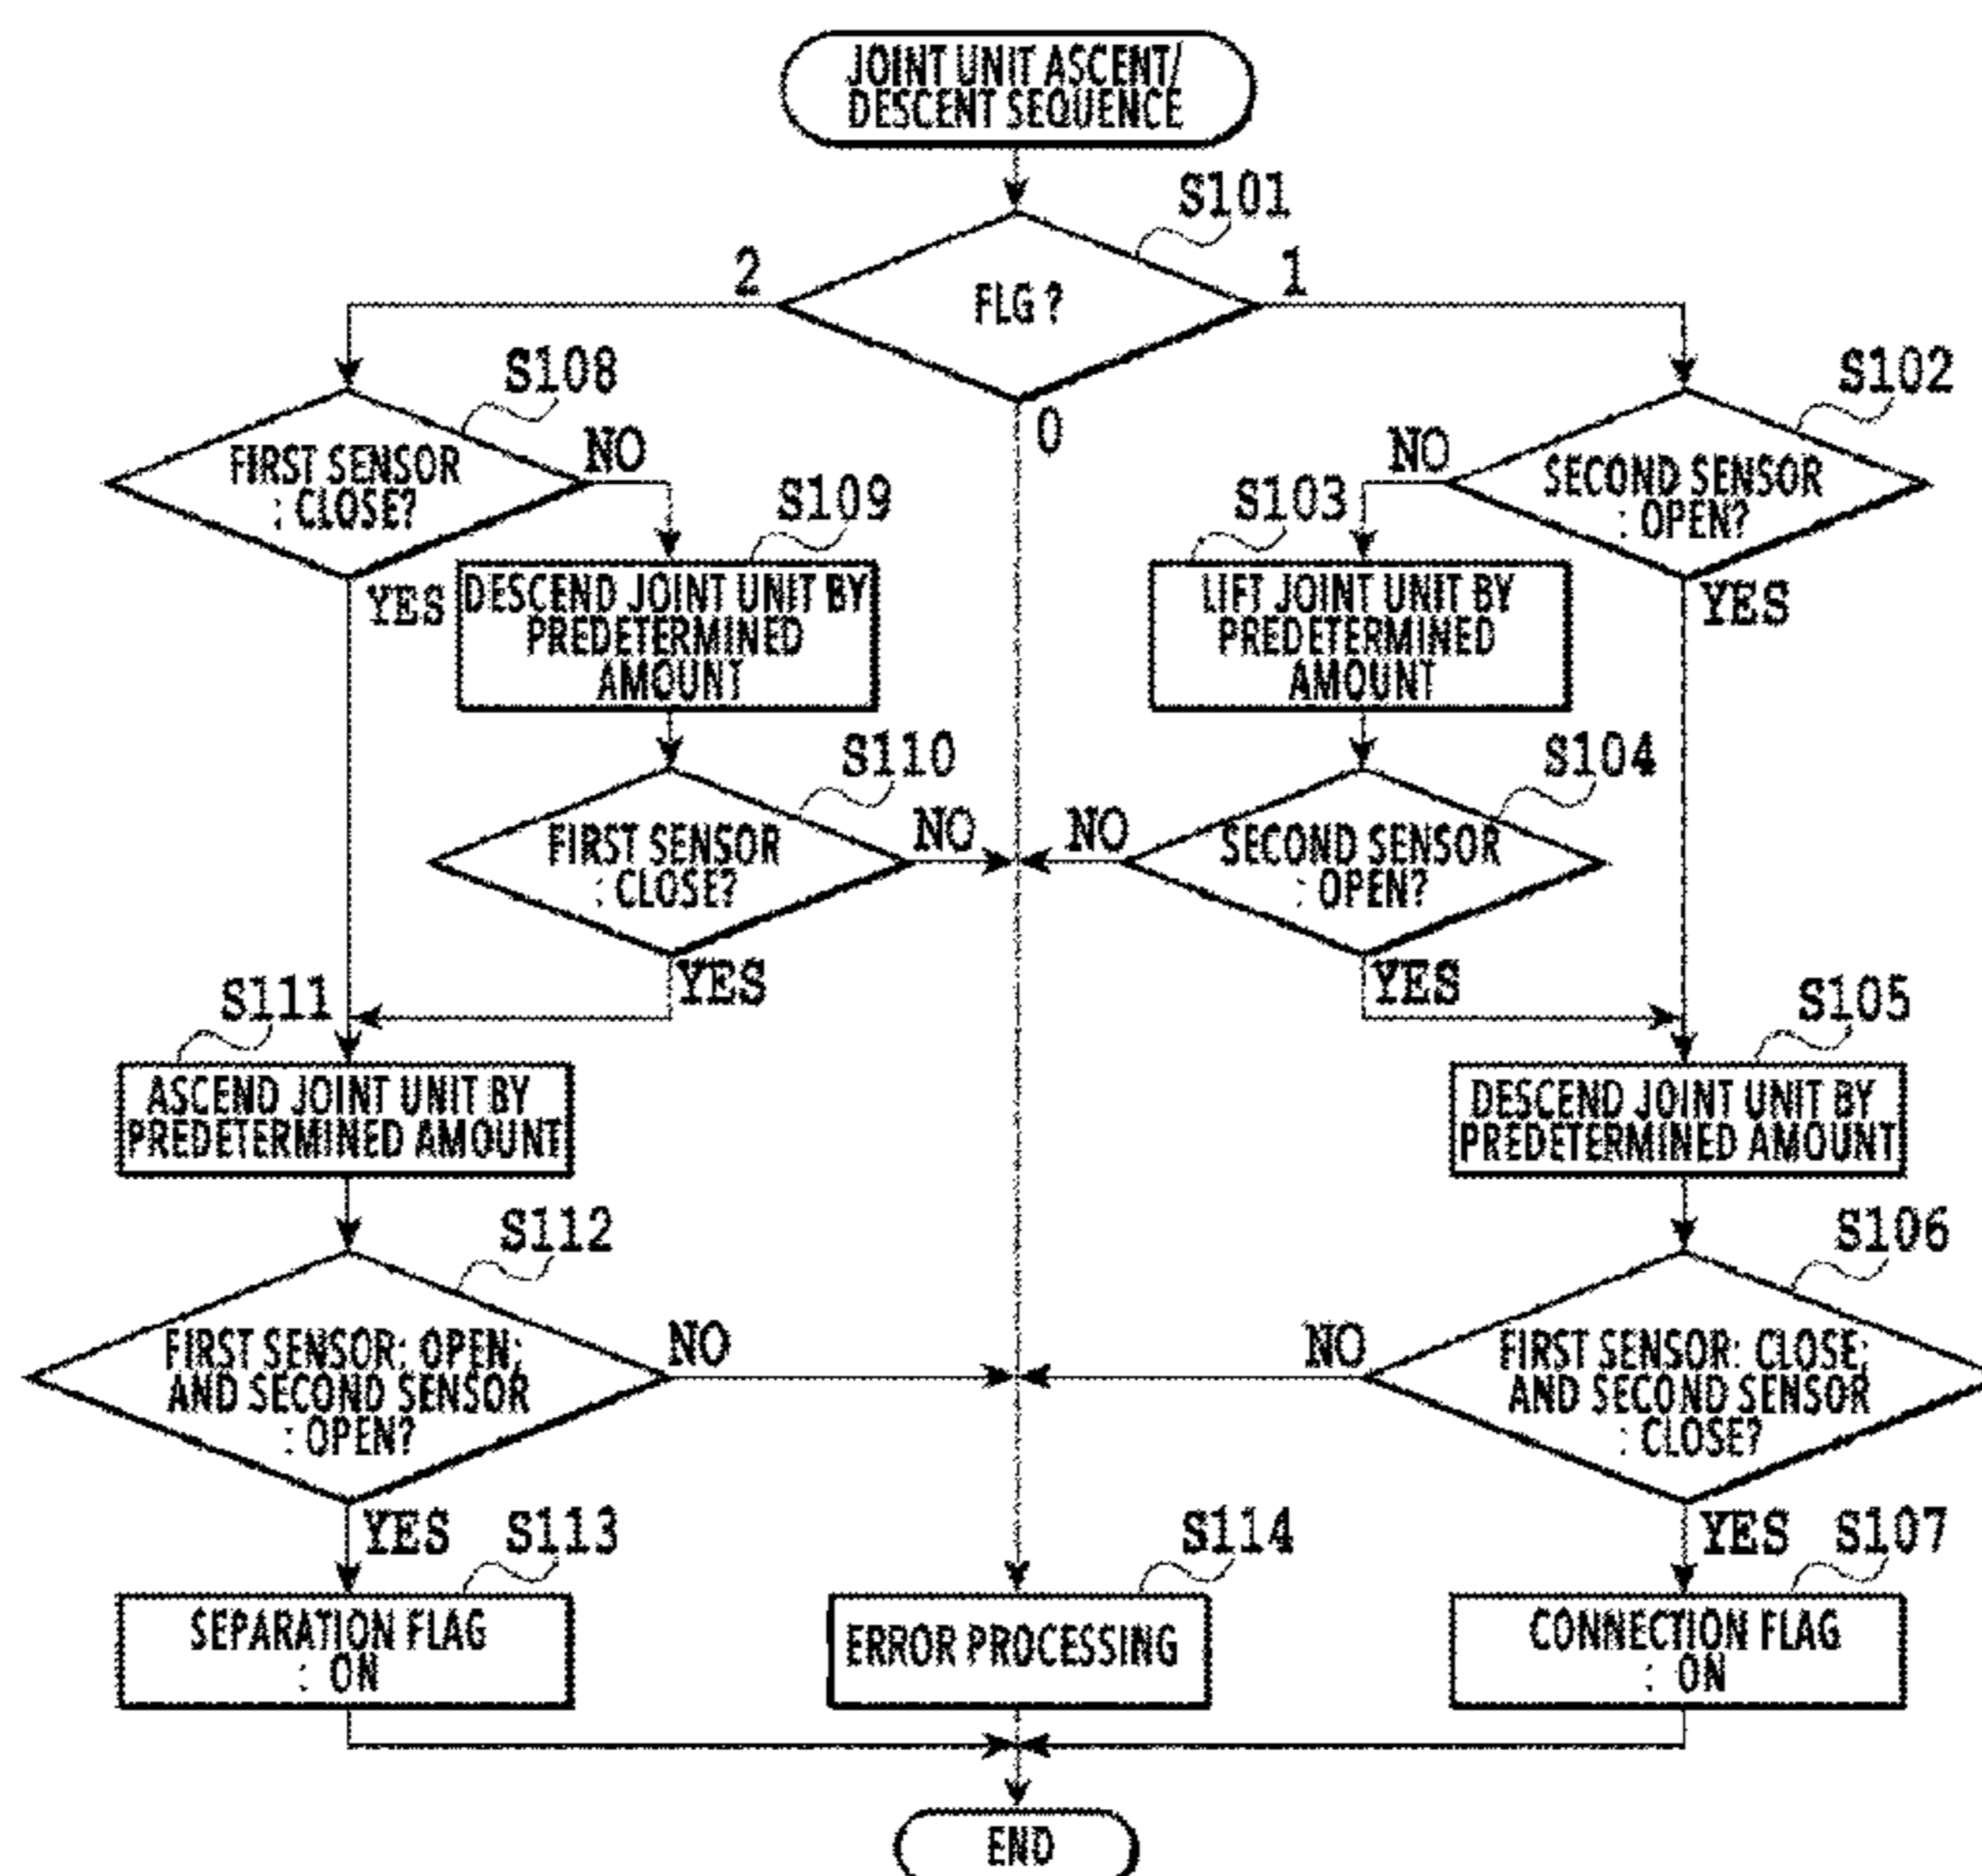 JOINT UNIT ASCENT/
DESCENT SEQUENCE
S101
2
FLG ?
1
0
S108
FIRST SENSOR
: CLOSE?
NO
YES
S102
SECOND SENSOR
: OPEN?
NO
YES
S109
DESCEND JOINT UNIT BY
PREDETERMINED
AMOUNT
S103
LIFT JOINT UNIT BY
PREDETERMINED
AMOUNT
S110
FIRST SENSOR
: CLOSE?
NO
YES
S104
SECOND SENSOR
: OPEN?
NO
YES
S111
ASCEND JOINT UNIT BY
PREDETERMINED AMOUNT
S105
DESCEND JOINT UNIT BY
PREDETERMINED AMOUNT
S112
FIRST SENSOR: OPEN;
AND SECOND SENSOR
: OPEN?
NO
YES
S106
FIRST SENSOR: CLOSE;
AND SECOND SENSOR
: CLOSE?
NO
YES
S113
SEPARATION FLAG
: ON
S114
ERROR PROCESSING
S107
CONNECTION FLAG
: ON
END